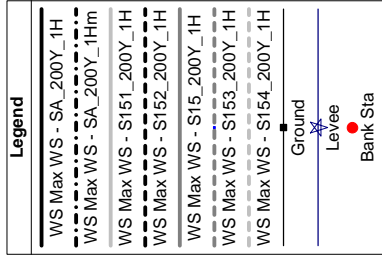 Legend
WS Max WS - SA_200Y_1H
WS Max WS - SA_200Y_1Hm
WS Max WS - S151_200Y_1H
WS Max WS - S152_200Y_1H
WS Max WS - S15_200Y_1H
WS Max WS - S153_200Y_1H
WS Max WS - S154_200Y_1H
Ground
Levee
Bank Sta